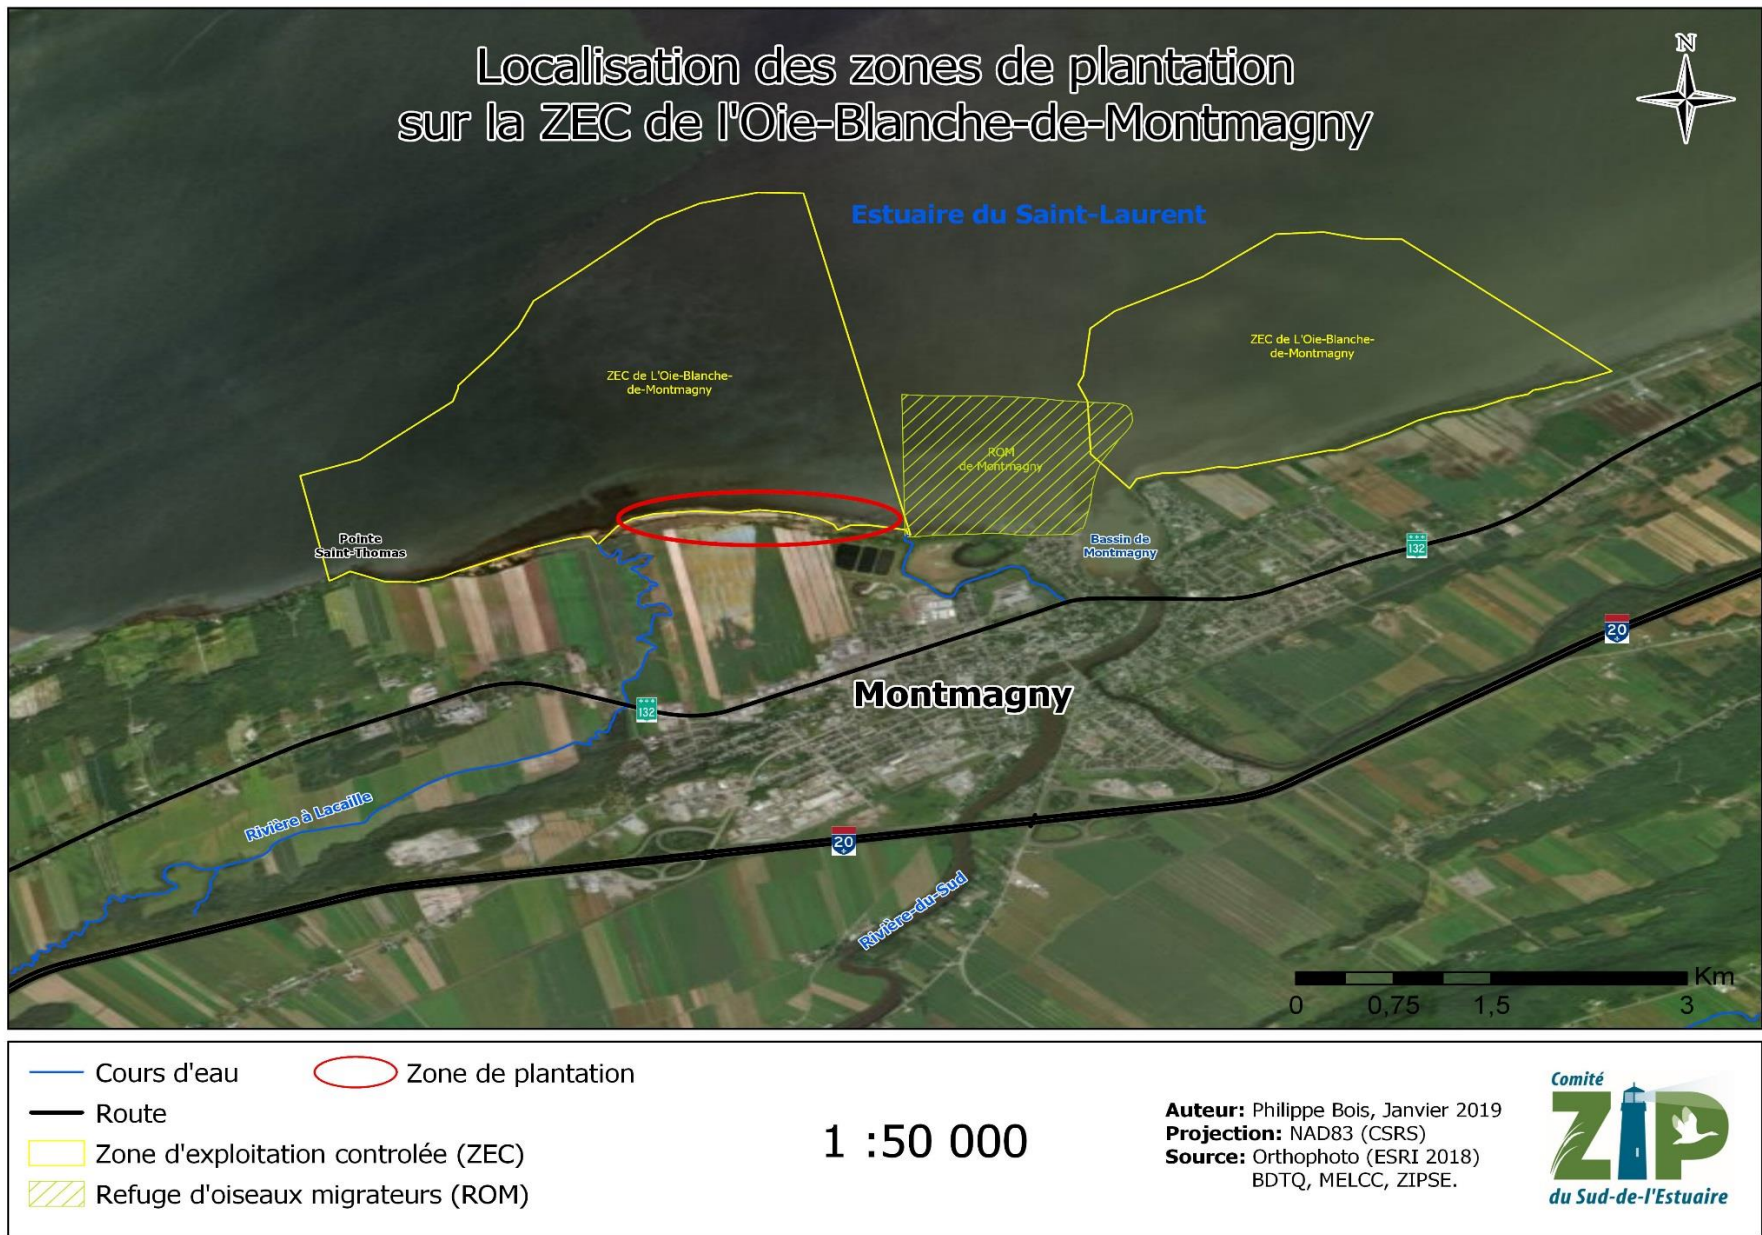 Localisation des zones de plantation
sur la ZEC de l'Oie-Blanche-de-Montmagny
N
Estuaire du Saint-Laurent
ZEC de L'Oie-Blanche-
de-Montmagny
ZEC de L'Oie-Blanche-
de-Montmagny
ROM
de Montmagny
Pointe
Saint-Thomas
Bassin de
Montmagny
132
20
Montmagny
132
Rivière à Lacaille
20
Rivière-du-Sud
Km
0 0,75 1,5 3
Cours d'eau
Zone de plantation
Route
Zone d'exploitation controlée (ZEC)
Refuge d'oiseaux migrateurs (ROM)
1 :50 000
Auteur: Philippe Bois, Janvier 2019
Projection: NAD83 (CSRS)
Source: Orthophoto (ESRI 2018)
BDTQ, MELCC, ZIPSE.
Comité
ZIP
du Sud-de-l'Estuaire